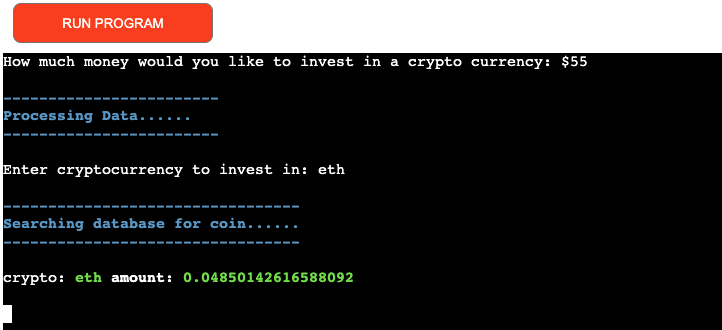 RUN PROGRAM
How much money would you like to invest in a crypto currency: $55
------------------------
Processing Data......
------------------------
Enter cryptocurrency to invest in: eth
---------------------------------
Searching database for coin......
---------------------------------
crypto: eth amount: 0.04850142616588092